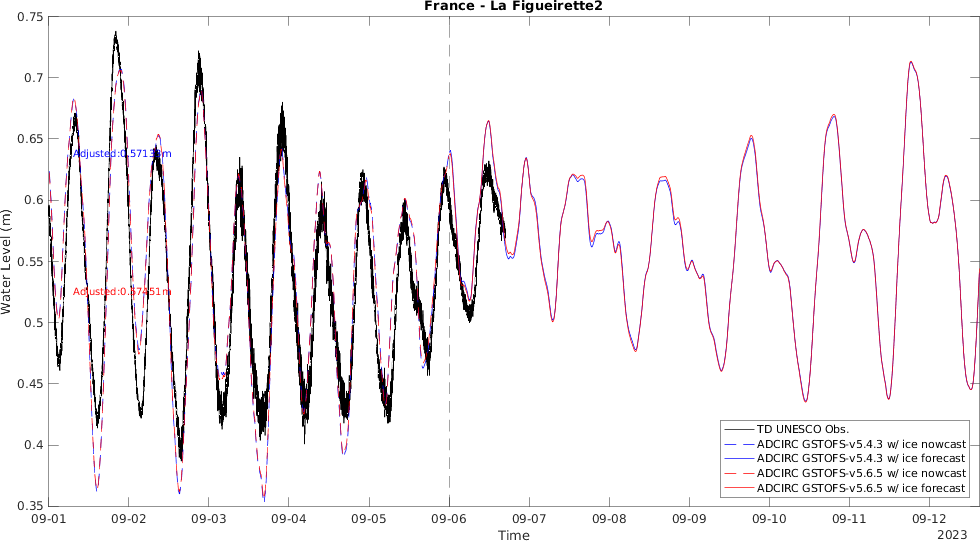 France - La Figueirette2
0.75
0.7
0.65
0.6
0.55
0.5
0.45
0.4
0.35
Water Level (m)
Adjusted:0.57451m
09-01
09-02
09-03
09-04
09-05
09-06
09-07
09-08
09-09
09-10
09-11
09-12
Time
2023
TD UNESCO Obs.
ADCIRC GSTOFS-v5.4.3 w/ ice nowcast
ADCIRC GSTOFS-v5.4.3 w/ ice forecast
ADCIRC GSTOFS-v5.6.5 w/ ice nowcast
ADCIRC GSTOFS-v5.6.5 w/ ice forecast